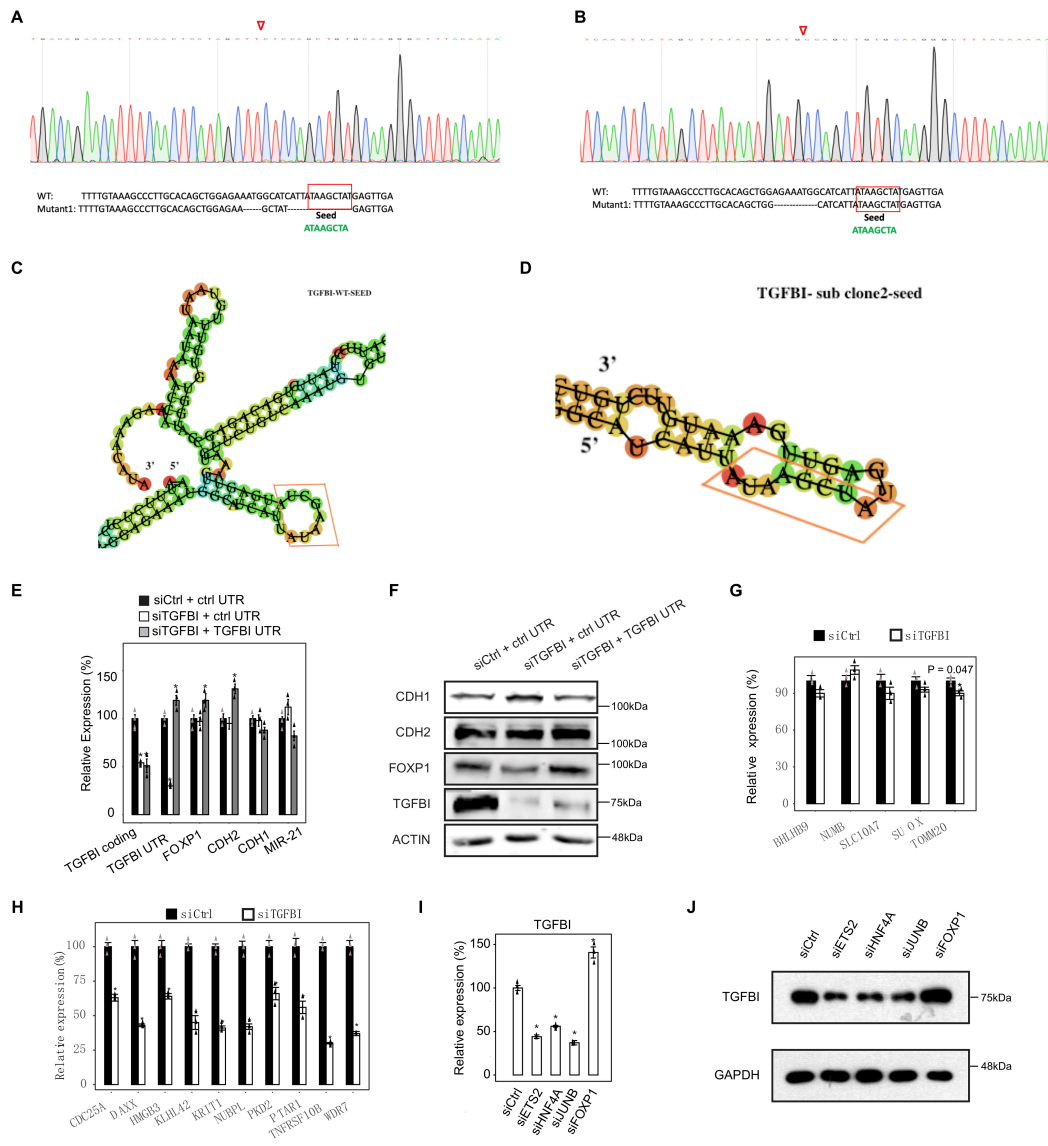 A
B
WT: TTTTGTAAAGCCCTTGCACAGCTGGAGAAATGGCATCATTATAAGCTATGAGTTGA
Mutant1: TTTTGTAAAGCCCTTGCACAGCTGGAGAA------GCTAT------------GAGTTGA
Seed
ATAAGCTA
WT: TTTTGTAAAGCCCTTGCACAGCTGGAGAAATGGCATCATTATAAGCTATGAGTTGA
Mutant1: TTTTGTAAAGCCCTTGCACAGCTGG--------------CATCATTATAAGCTATGAGTTGA
Seed
ATAAGCTA
C
D
TGFBI-WT-SEED
3’ 5’
TGFBI- sub clone2-seed
3’
5’
E
siCtrl + ctrl UTR
siTGFBI + ctrl UTR
siTGFBI + TGFBI UTR
Relative Expression (%)
150
100
50
0
TGFBI coding
TGFBI UTR
FOXP1
CDH2
CDH1
MIR-21
F
siCtrl + ctrl UTR
siTGFBI + ctrl UTR
siTGFBI + TGFBI UTR
CDH1
100kDa
CDH2
100kDa
FOXP1
100kDa
TGFBI
75kDa
ACTIN
48kDa
G
siCtrl siTGFBI
P = 0.047
Relative xpression (%)
90
60
30
0
BHLHB9
NUMB
SLC10A7
SU OX
TOMM20
H
siCtrl siTGFBI
Relative expression (%)
100
75
50
25
0
CDC25A
DAXX
HMGB3
KLHL42
KRIT1
NUBPL
PKD2
PTAR1
TNFRSF10B
WDR7
I
TGFBI
Relative expression (%)
150
100
50
0
siCtrl
siETS2
siHNF4A
siJUNB
siFOXP1
J
siCtrl
siETS2
siHNF4A
siJUNB
siFOXP1
TGFBI
75kDa
GAPDH
48kDa